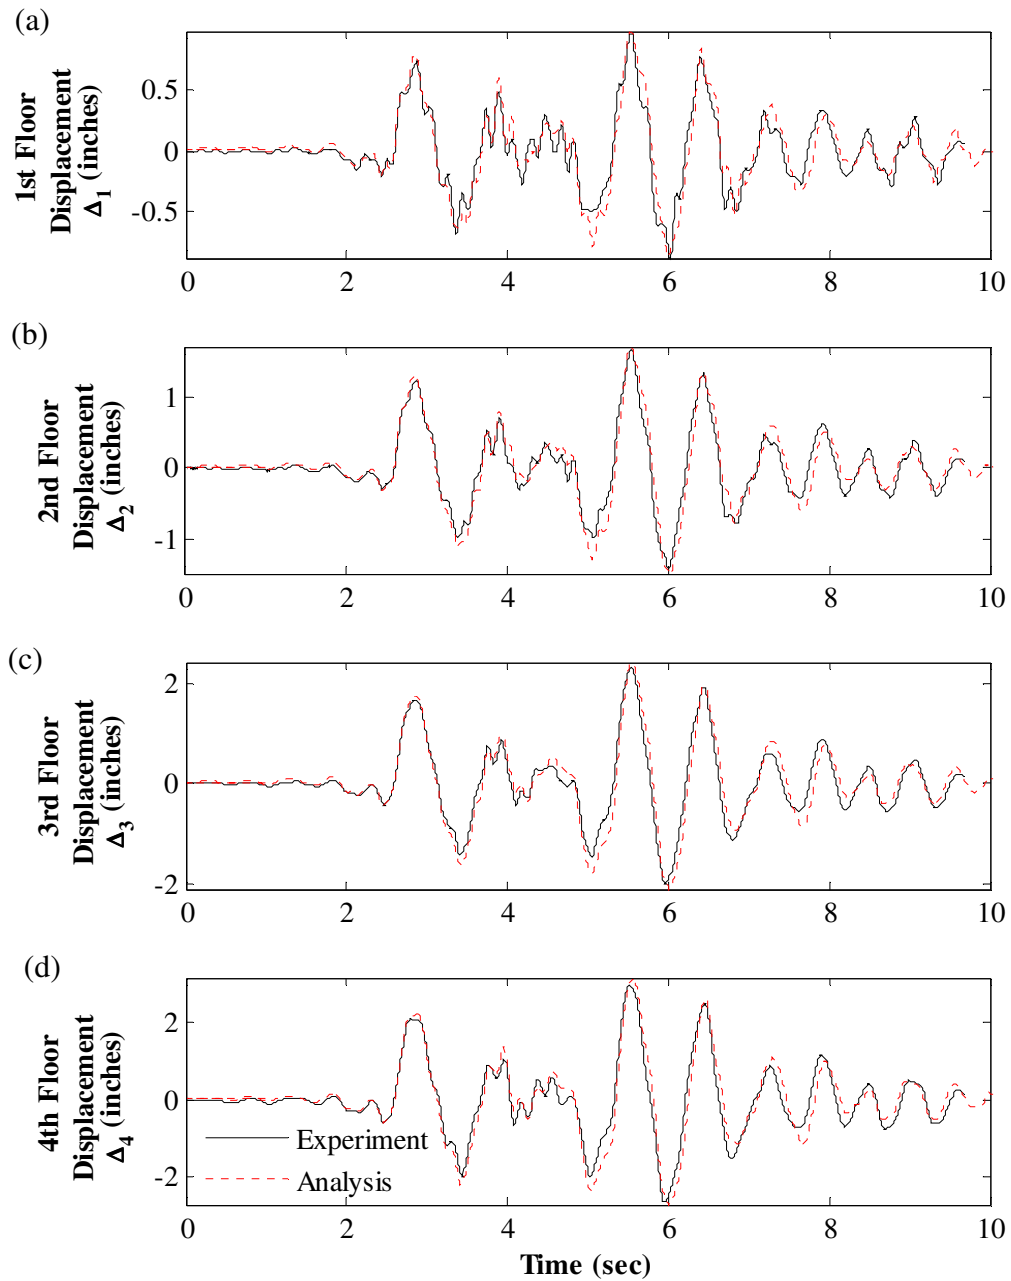 (a)
1st Floor
Displacement
Δ1 (inches)
0.5
0
-0.5
0 2 4 6 8 10
(b)
2nd Floor
Displacement
Δ2 (inches)
1
0
-1
0 2 4 6 8 10
(c)
3rd Floor
Displacement
Δ3 (inches)
2
0
-2
0 2 4 6 8 10
(d)
4th Floor
Displacement
Δ4 (inches)
2
0
-2
Experiment
Analysis
0 2 4 6 8 10
Time (sec)